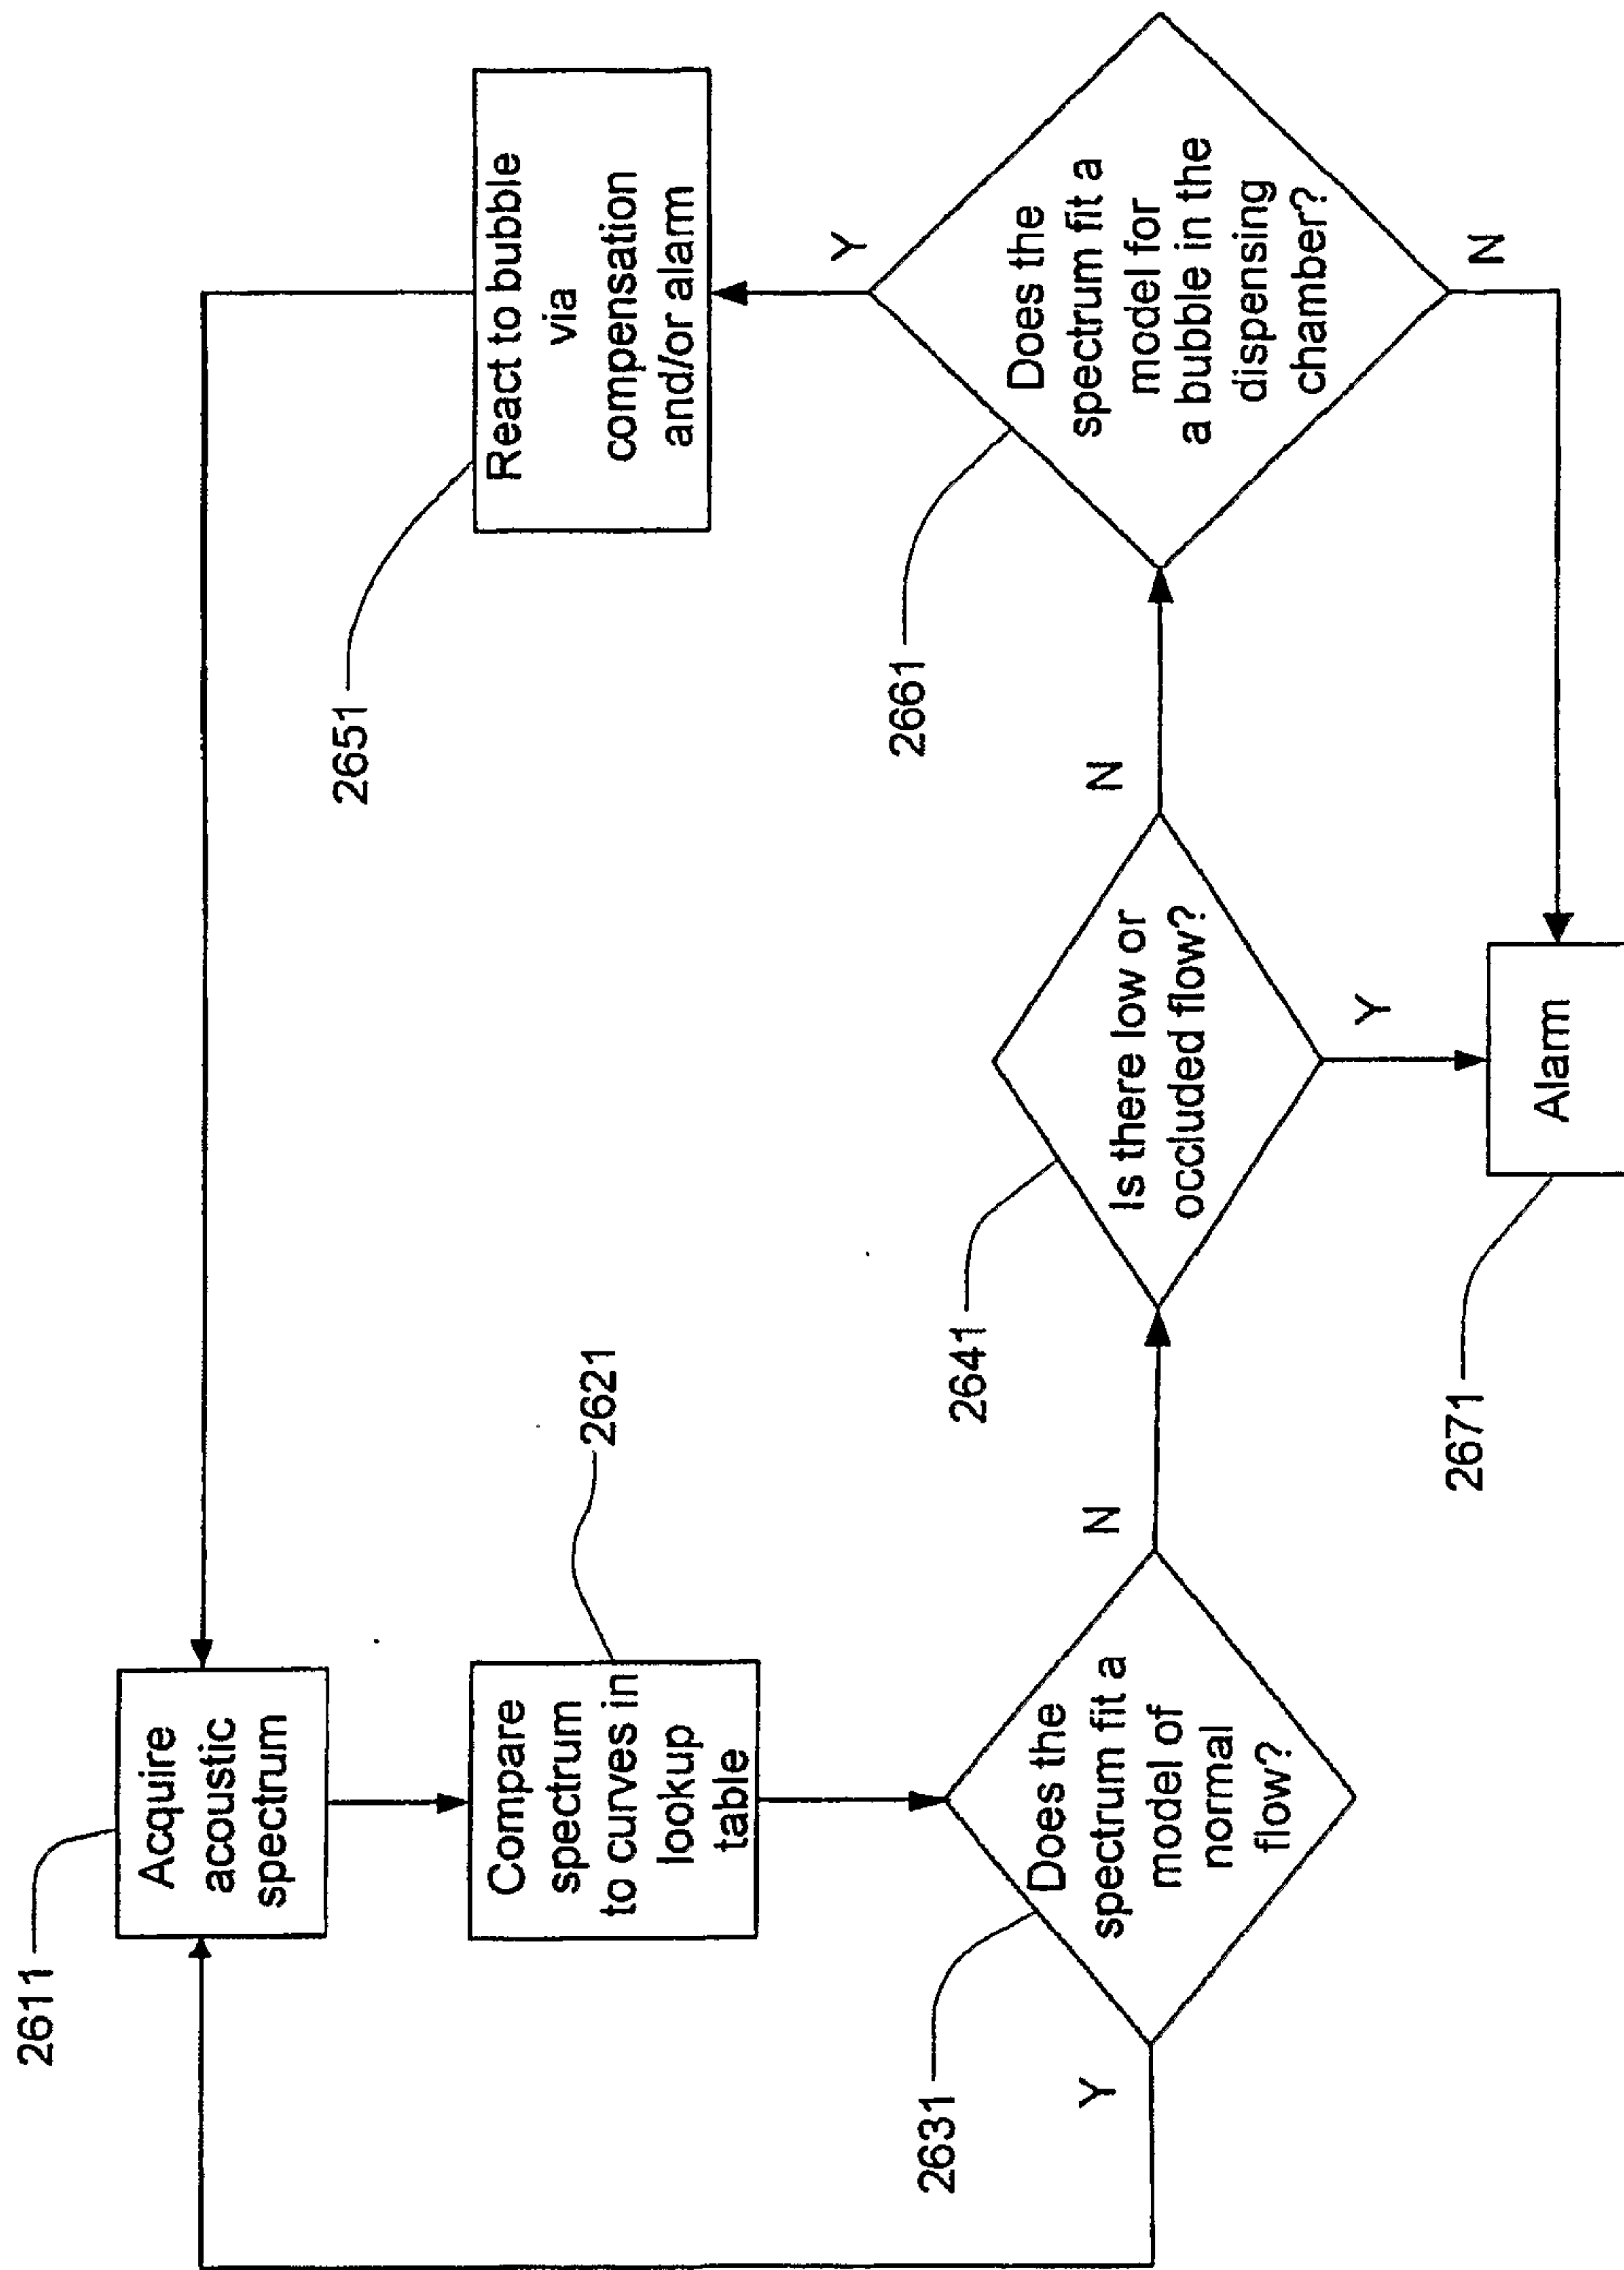 2611
Acquire
acoustic
spectrum
Compare
spectrum
to curves in
lookup
table
2621
2631
Does the
spectrum fit a
model of
normal
flow?
Y
N
2641
Is there low or
occluded flow?
N
Y
2651
React to bubble
via
compensation
and/or alarm
2661
Does the
spectrum fit a
model for
a bubble in the
dispensing
chamber?
Y
N
2671
Alarm